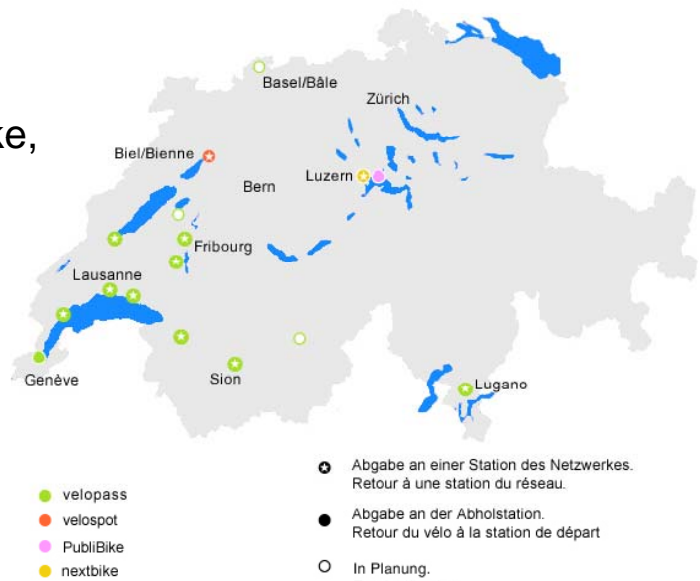 ke,
Basel/Bâle
Zürich
Biel/Bienne
Luzern
Bern
Fribourg
Lausanne
Genève
Sion
Lugano
velopass
velospot
PubliBike
nextbike
Abgabe an einer Station des Netzwerkes.
Retour à une station du réseau.
Abgabe an der Abholstation.
Retour du vélo à la station de départ
In Planung.